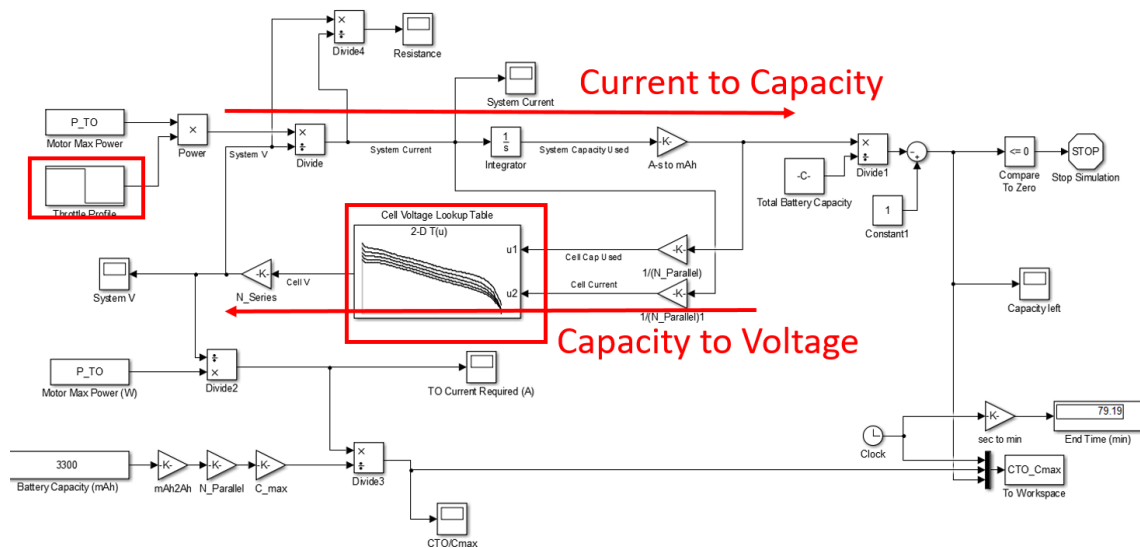 ×
÷
Divide4
Resistance
Current to Capacity
System Current
P_TO
Motor Max Power
×
Power
System V
×
÷
Divide
System Current
1
s
Integrator
System Capacity Used
-K-
A-s to mAh
×
÷
Divide1
-
+
<= 0
Compare
To Zero
STOP
Stop Simulation
-C-
Total Battery Capacity
1
Constant1
Throttle Profile
Cell Voltage Lookup Table
2-D T(u)
u1
u2
Cell Cap Used
-K-
1/(N_Parallel)
Cell Current
-K-
1/(N_Parallel)1
System V
-K-
N_Series
Cell V
Capacity left
Capacity to Voltage
P_TO
Motor Max Power (W)
÷
×
Divide2
TO Current Required (A)
3300
Battery Capacity (mAh)
-K-
mAh2Ah
-K-
N_Parallel
-K-
C_max
×
÷
Divide3
CTO/Cmax
Clock
-K-
sec to min
79.19
End Time (min)
CTO_Cmax
To Workspace